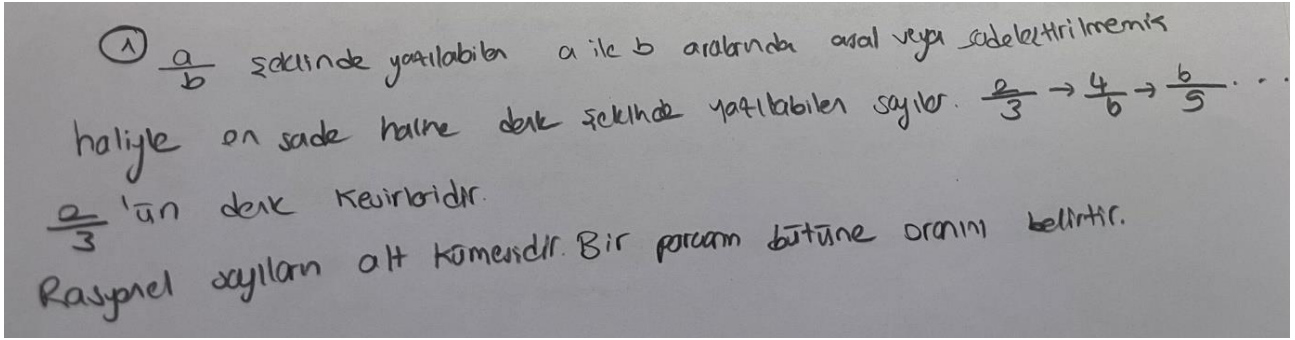 ① a/b şeklinde yazılabilen a ile b aralarında asal veya sadeleştirilmemiş
haliyle en sade haline denk şekilnde yazılabilen sayılar. 2/3 → 4/6 → 6/9 ...
2/3 'ün denk kesirleridir.
Rasyonel sayıların alt kümesidir. Bir parçanın bütüne oranını belirtir.